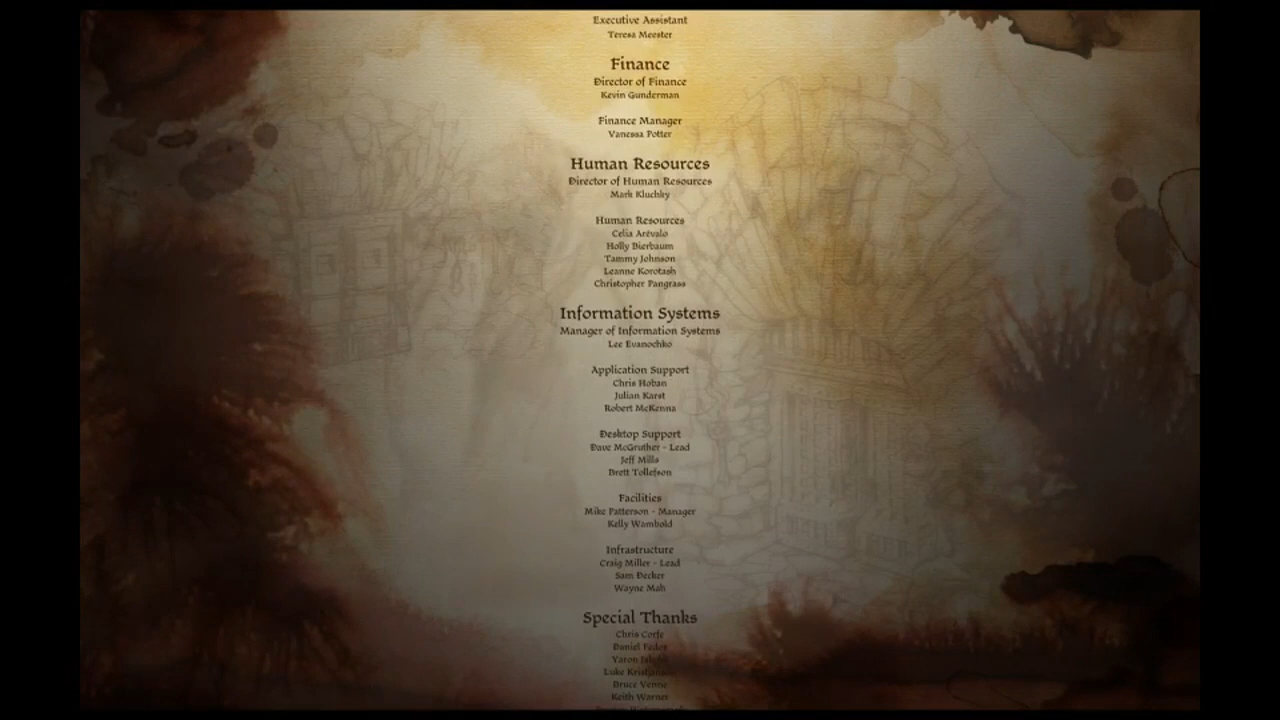 Executive Assistant
Teresa Meester
Finance
Director of Finance
Kevin Gunderman
Finance Manager
Vanessa Potter
Human Resources
Director of Human Resources
Mark Kluchky
Human Resources
Celia Arévalo
Holly Bierbaum
Tammy Johnson
Leanne Korotash
Christopher Pangrass
Information Systems
Manager of Information Systems
Lee Evanochko
Application Support
Chris Hoban
Julian Karst
Robert McKenna
Desktop Support
Dave McGruther - Lead
Jeff Mills
Brett Tollefson
Facilities
Mike Patterson - Manager
Kelly Wambold
Infrastructure
Craig Miller - Lead
Sam Decker
Wayne Mah
Special Thanks
Chris Corfe
Daniel Fedor
Yaron
Luke Kristjanson
Bruce Venne
Keith Warner